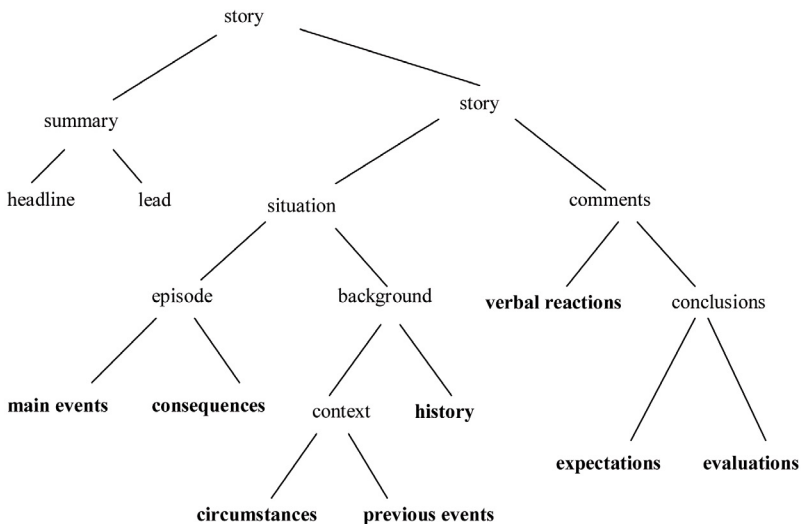 story
story
summary
headline
lead
situation
comments
episode
background
verbal reactions
conclusions
main events
consequences
context
history
expectations
evaluations
circumstances
previous events